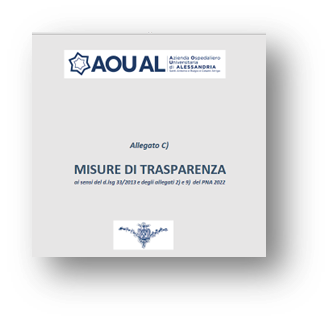 AOU AL
Azienda Ospedaliero
Universitaria
di ALESSANDRIA
Allegato C)
MISURE DI TRASPARENZA
ai sensi del d.lsg 33/2013 e degli allegati 2) e 9) del PNA 2022